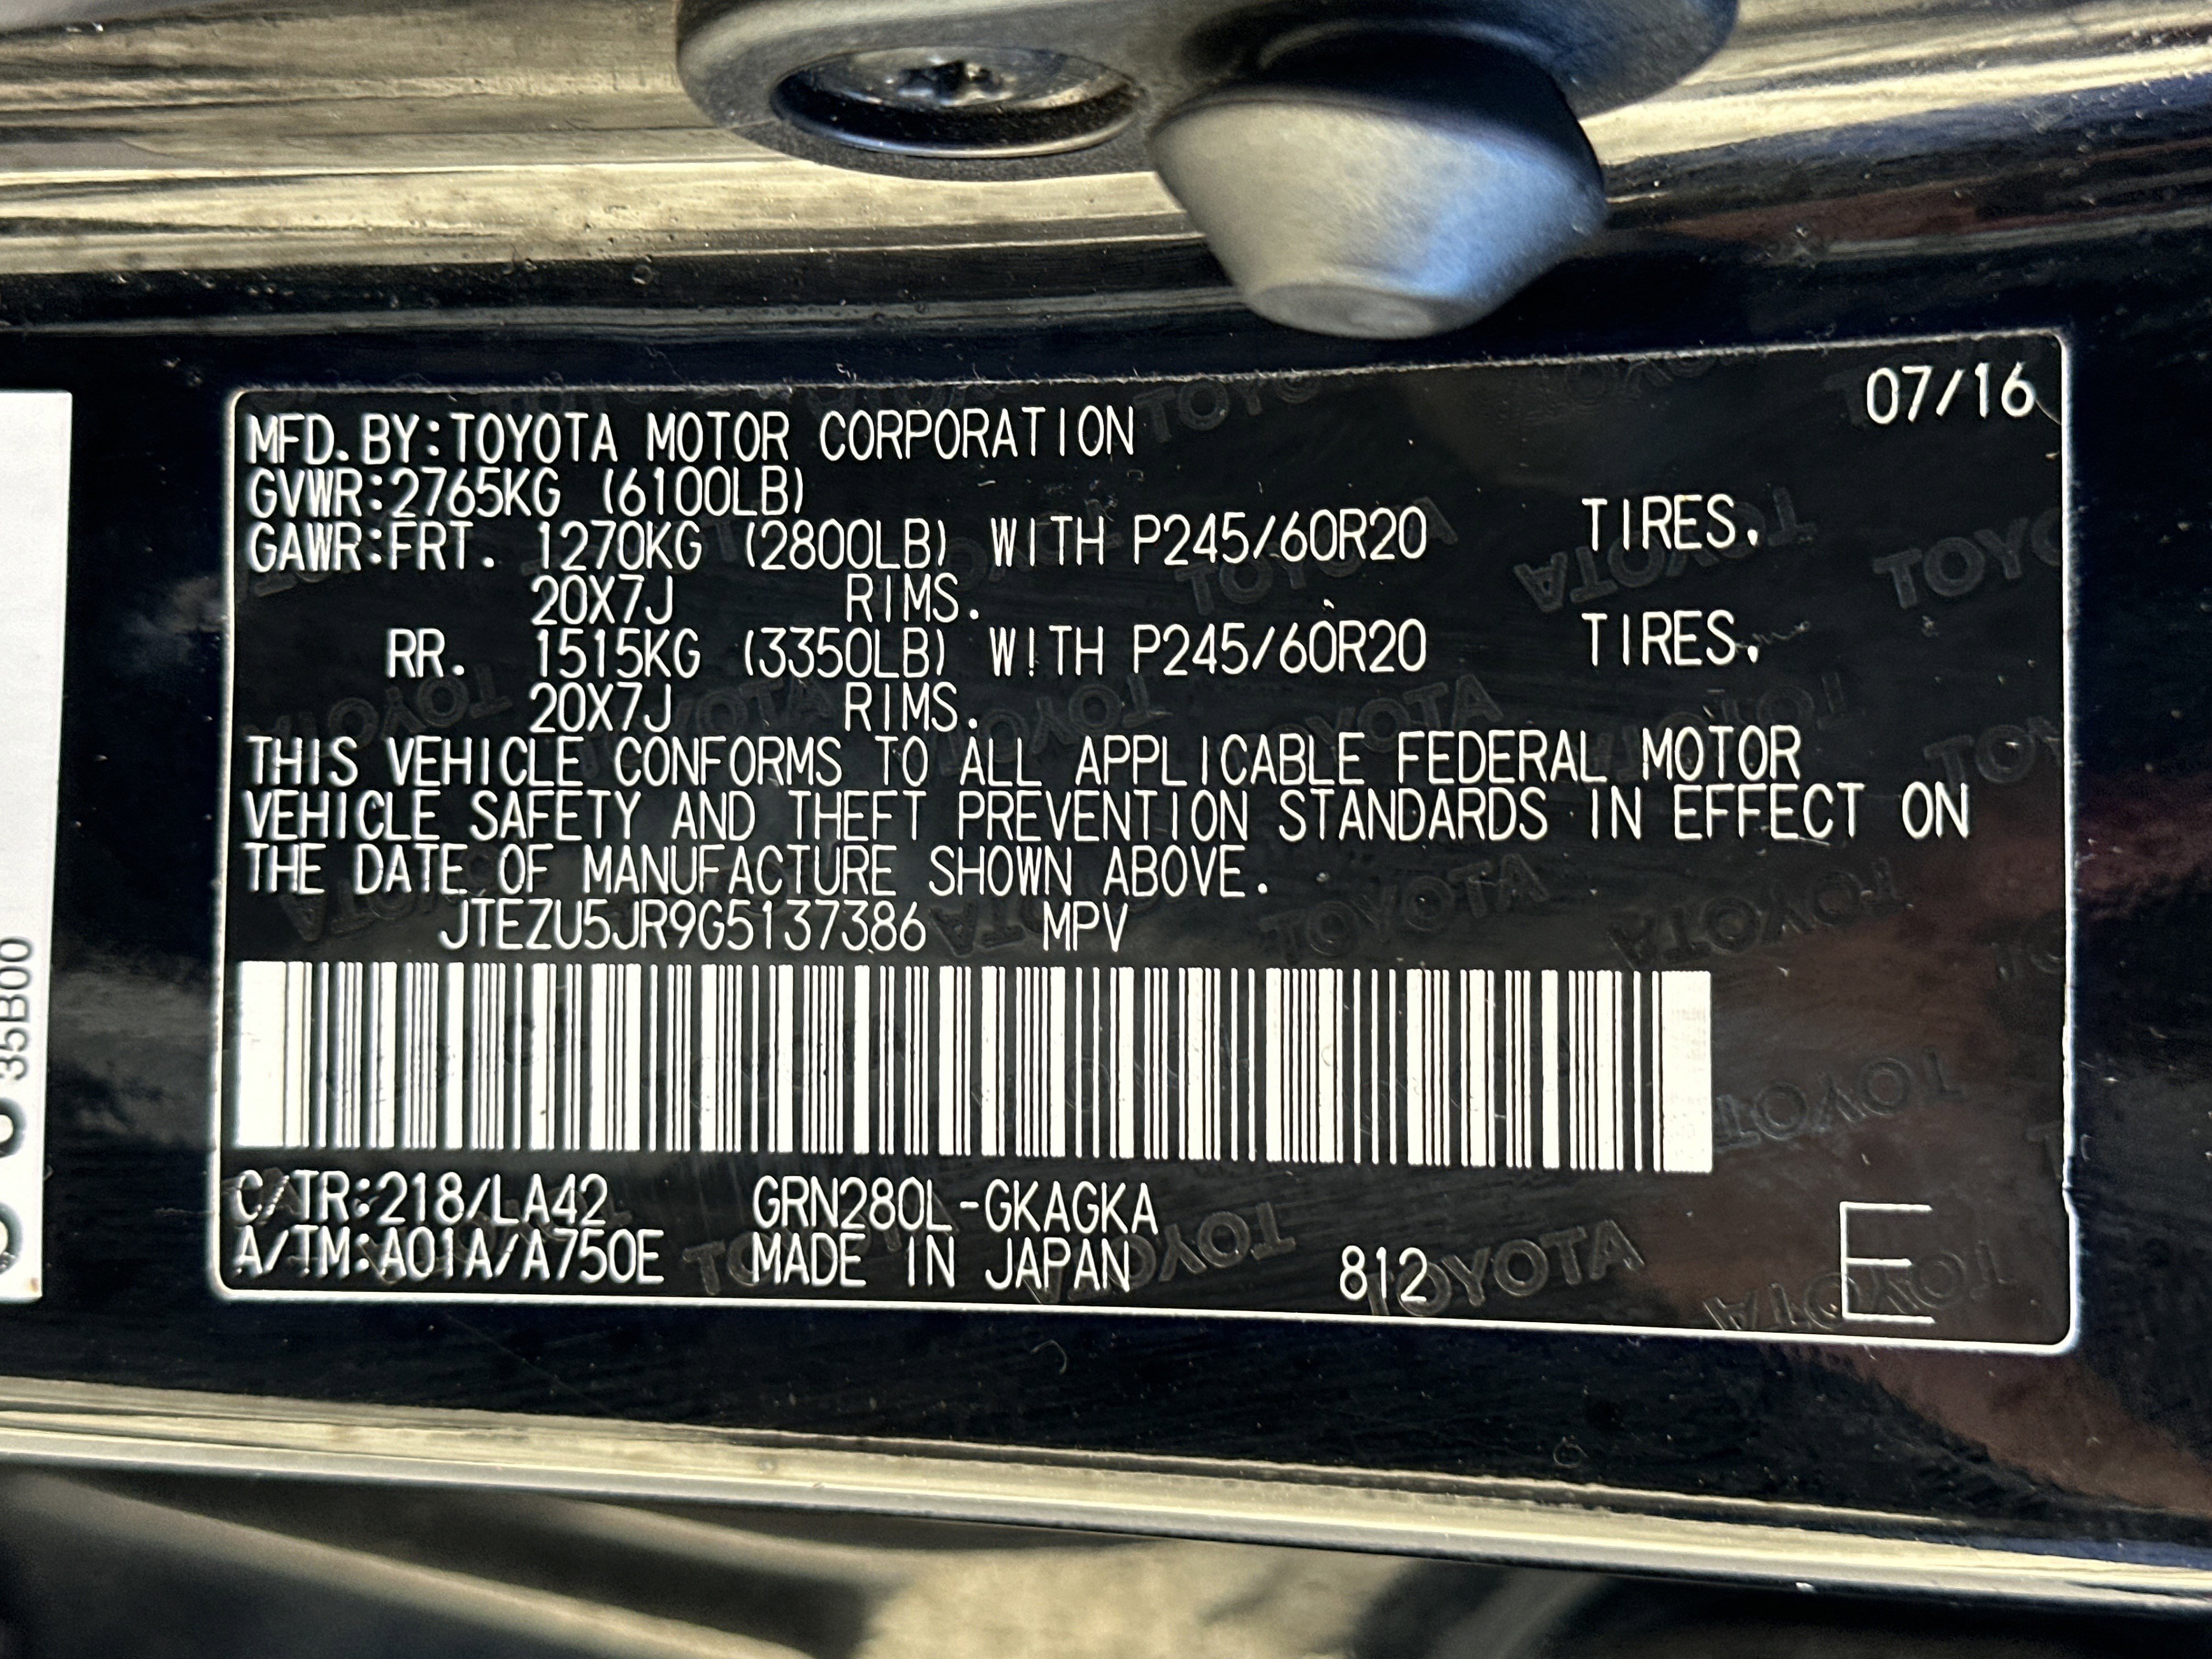 07/16
MFD.BY:TOYOTA MOTOR CORPORATION
GVWR:2765KG (6100LB)
GAWR:FRT. 1270KG (2800LB) WITH P245/60R20 TIRES.
20X7J RIMS.
RR. 1515KG (3350LB) WITH P245/60R20 TIRES.
20X7J RIMS.
THIS VEHICLE CONFORMS TO ALL APPLICABLE FEDERAL MOTOR
VEHICLE SAFETY AND THEFT PREVENTION STANDARDS IN EFFECT ON
THE DATE OF MANUFACTURE SHOWN ABOVE.
JTEZU5JR9G5137386 MPV
C/TR:218/LA42 GRN280L-GKAGKA
A/TM:A01A/A750E MADE IN JAPAN 812 E
35B00